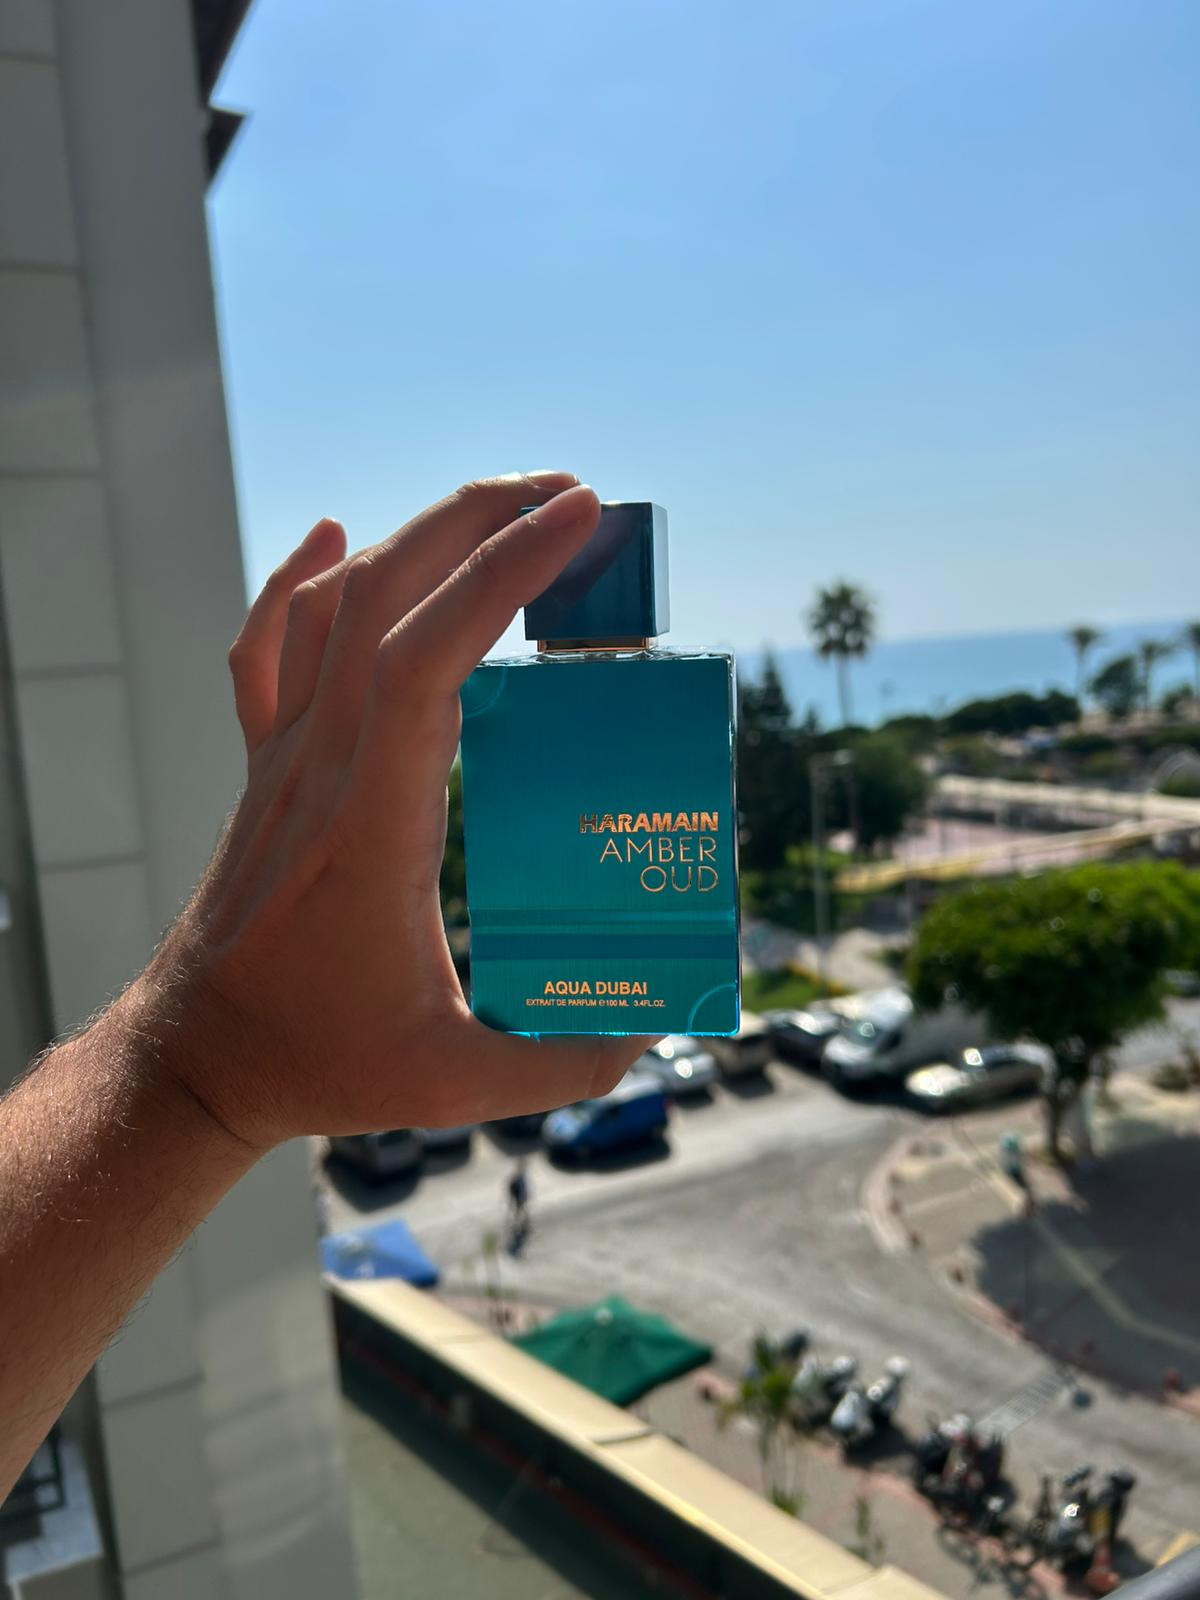 HARAMAIN
AMBER
OUD
AQUA DUBAI
EXTRAIT DE PARFUM ℮100 ML 3.4FL.OZ.